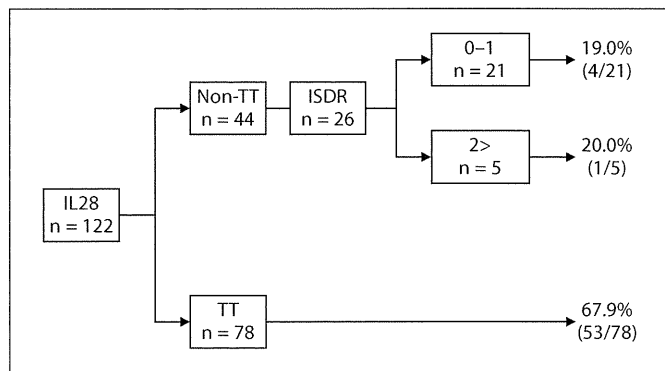 IL28
n = 122
Non-TT
n = 44
ISDR
n = 26
0–1
n = 21
19.0%
(4/21)
2>
n = 5
20.0%
(1/5)
TT
n = 78
67.9%
(53/78)